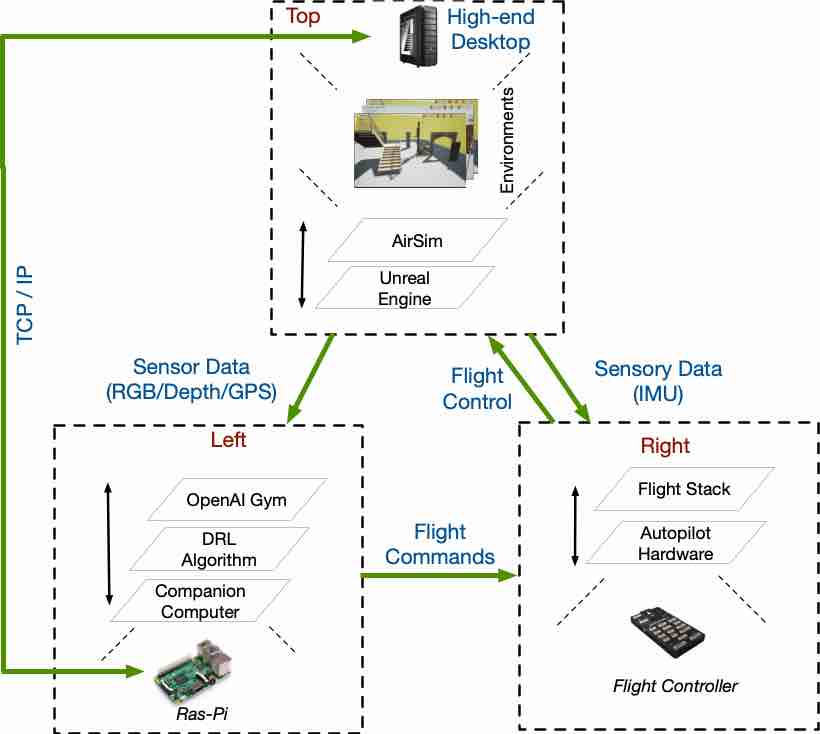 Top
High-end
Desktop
Environments
AirSim
Unreal
Engine
TCP / IP
Sensor Data
(RGB/Depth/GPS)
Flight
Control
Sensory Data
(IMU)
Left
OpenAI Gym
DRL
Algorithm
Companion
Computer
Ras-Pi
Flight
Commands
Right
Flight Stack
Autopilot
Hardware
Flight Controller